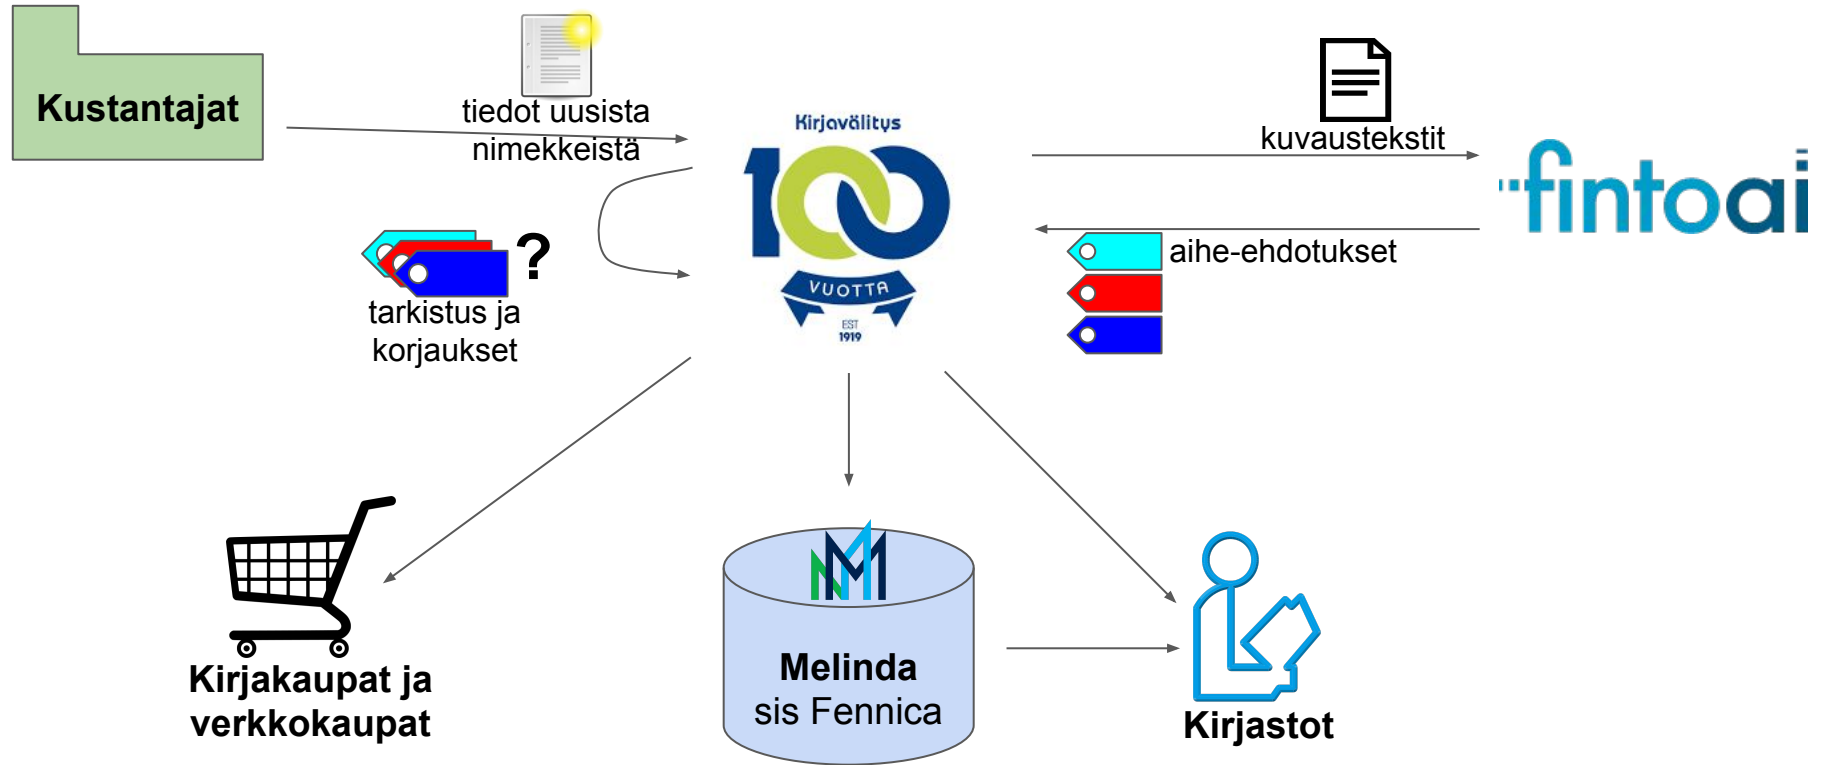 Kustantajat
tiedot uusista
nimekkeistä
Kirjavälitys
100
VUOTTA
EST
1919
kuvaustekstit
fintoai
aihe-ehdotukset
?
tarkistus ja
korjaukset
Kirjakaupat ja
verkkokaupat
Melinda
sis Fennica
Kirjastot